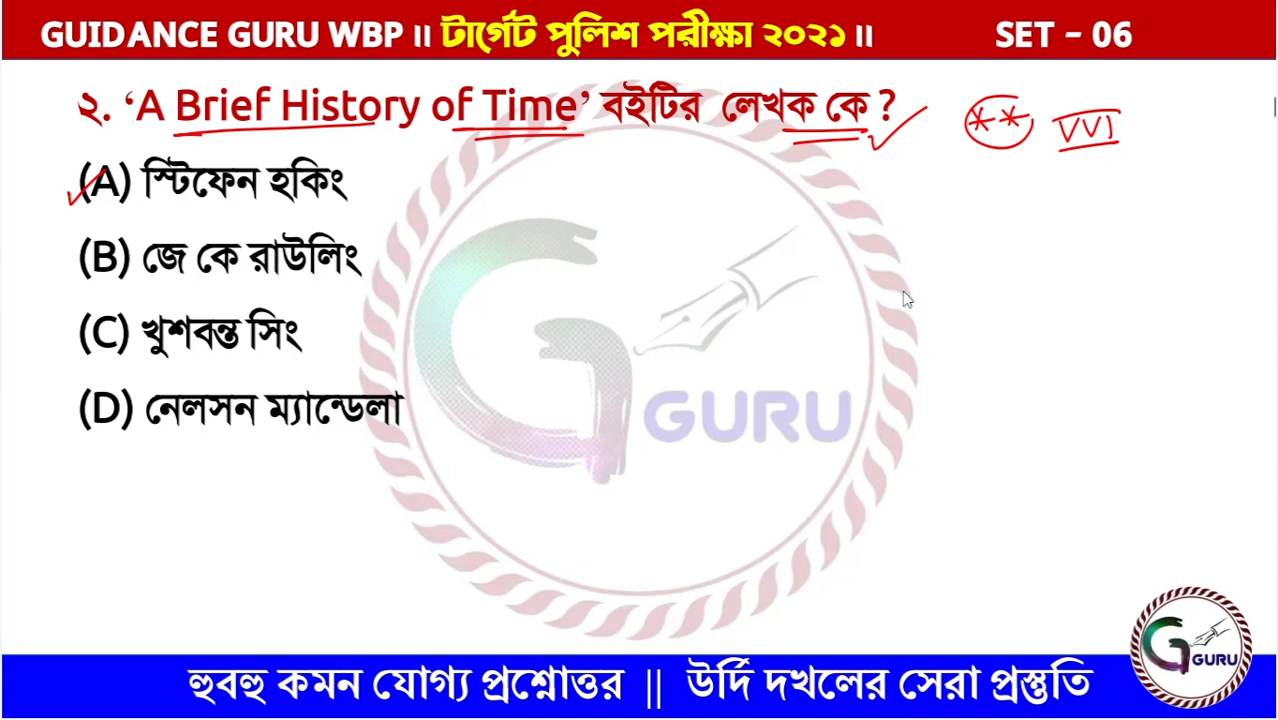 GUIDANCE GURU WBP ॥ টার্গেট পুলিশ পরীক্ষা ২০২১ ॥ SET – 06
২. ‘A Brief History of Time’ বইটির লেখক কে ? ** VVI
(A) স্টিফেন হকিং
(B) জে কে রাউলিং
(C) খুশবন্ত সিং
(D) নেলসন ম্যান্ডেলা
GURU
GURU
হুবহু কমন যোগ্য প্রশ্নোত্তর || উর্দি দখলের সেরা প্রস্তুতি